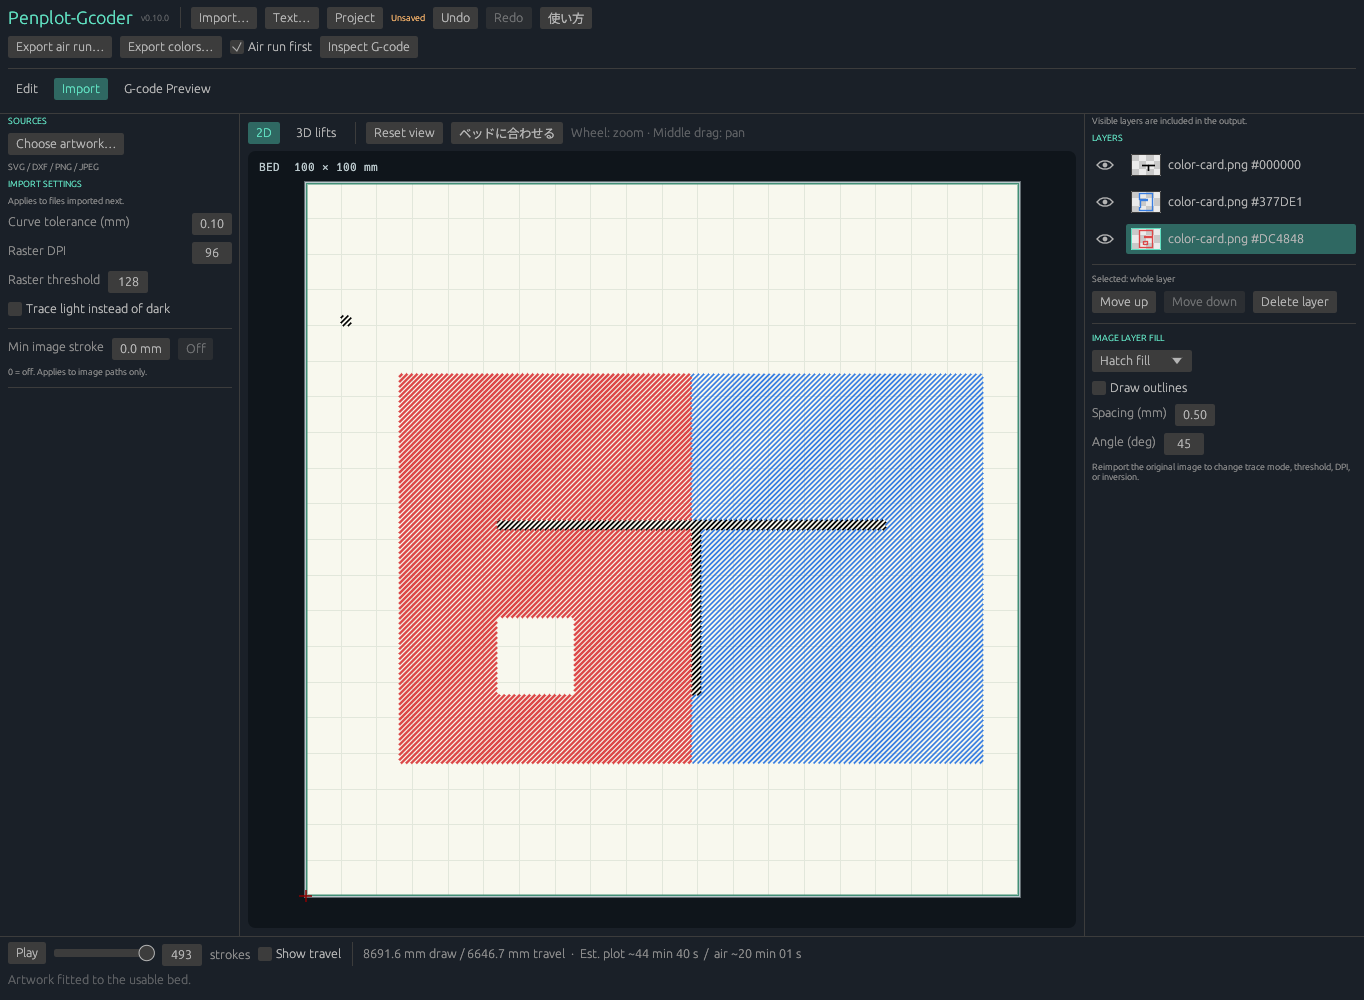 Penplot-Gcoder v0.10.0 Import... Text... Project Unsaved Undo Redo 使い方
Export air run... Export colors... Air run first Inspect G-code
Edit Import G-code Preview
SOURCES
Choose artwork...
SVG / DXF / PNG / JPEG
IMPORT SETTINGS
Applies to files imported next.
Curve tolerance (mm) 0.10
Raster DPI 96
Raster threshold 128
Trace light instead of dark
Min image stroke 0.0 mm Off
0 = off. Applies to image paths only.
2D 3D lifts Reset view ベッドに合わせる Wheel: zoom · Middle drag: pan
BED 100 × 100 mm
Visible layers are included in the output.
LAYERS
color-card.png #000000
color-card.png #377DE1
color-card.png #DC4848
Selected: whole layer
Move up Move down Delete layer
IMAGE LAYER FILL
Hatch fill
Draw outlines
Spacing (mm) 0.50
Angle (deg) 45
Reimport the original image to change trace mode, threshold, DPI,
or inversion.
Play 493 strokes Show travel 8691.6 mm draw / 6646.7 mm travel · Est. plot ~44 min 40 s / air ~20 min 01 s
Artwork fitted to the usable bed.